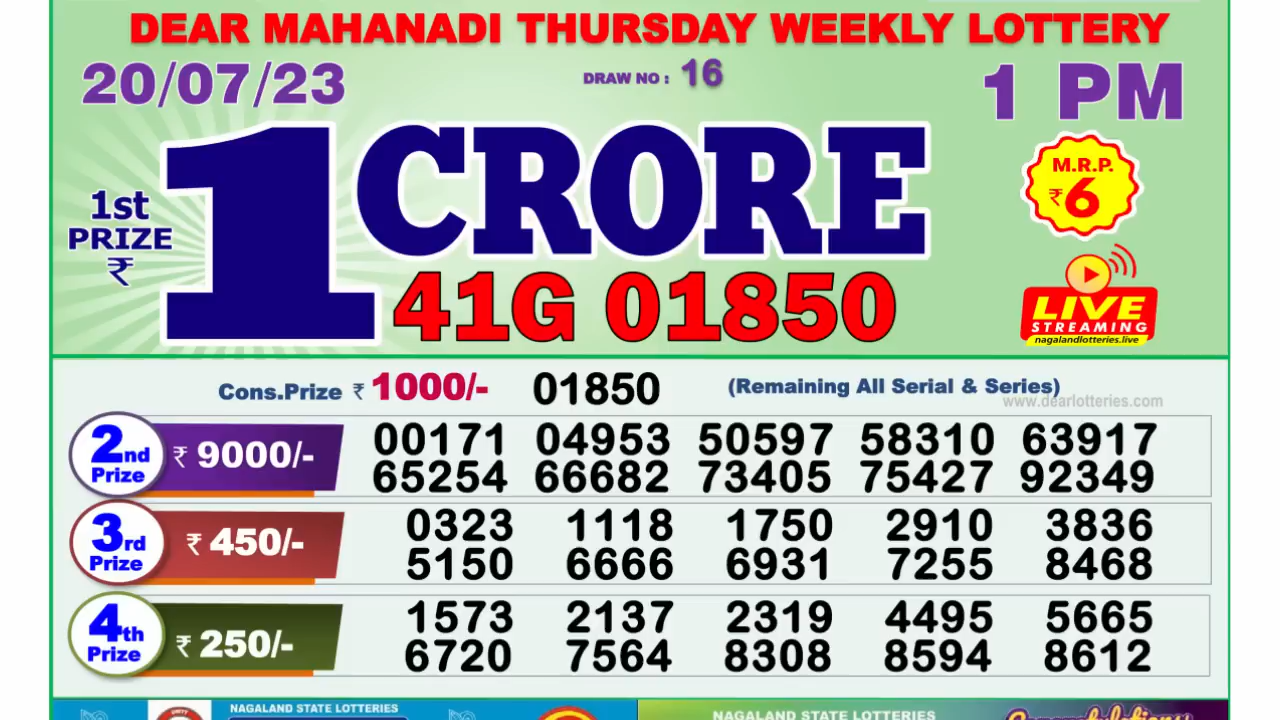 DEAR MAHANADI THURSDAY WEEKLY LOTTERY
20/07/23
DRAW NO : 16
1 PM
1st
PRIZE
₹
1 CRORE
41G 01850
M.R.P.
₹6
LIVE
STREAMING
nagalandlotteries.live
Cons.Prize ₹ 1000/- 01850 (Remaining All Serial & Series)
www.dearlotteries.com
2nd
Prize
₹ 9000/-
00171 04953 50597 58310 63917
65254 66682 73405 75427 92349
3rd
Prize
₹ 450/-
0323 1118 1750 2910 3836
5150 6666 6931 7255 8468
4th
Prize
₹ 250/-
1573 2137 2319 4495 5665
6720 7564 8308 8594 8612
NAGALAND STATE LOTTERIES
NAGALAND STATE LOTTERIES